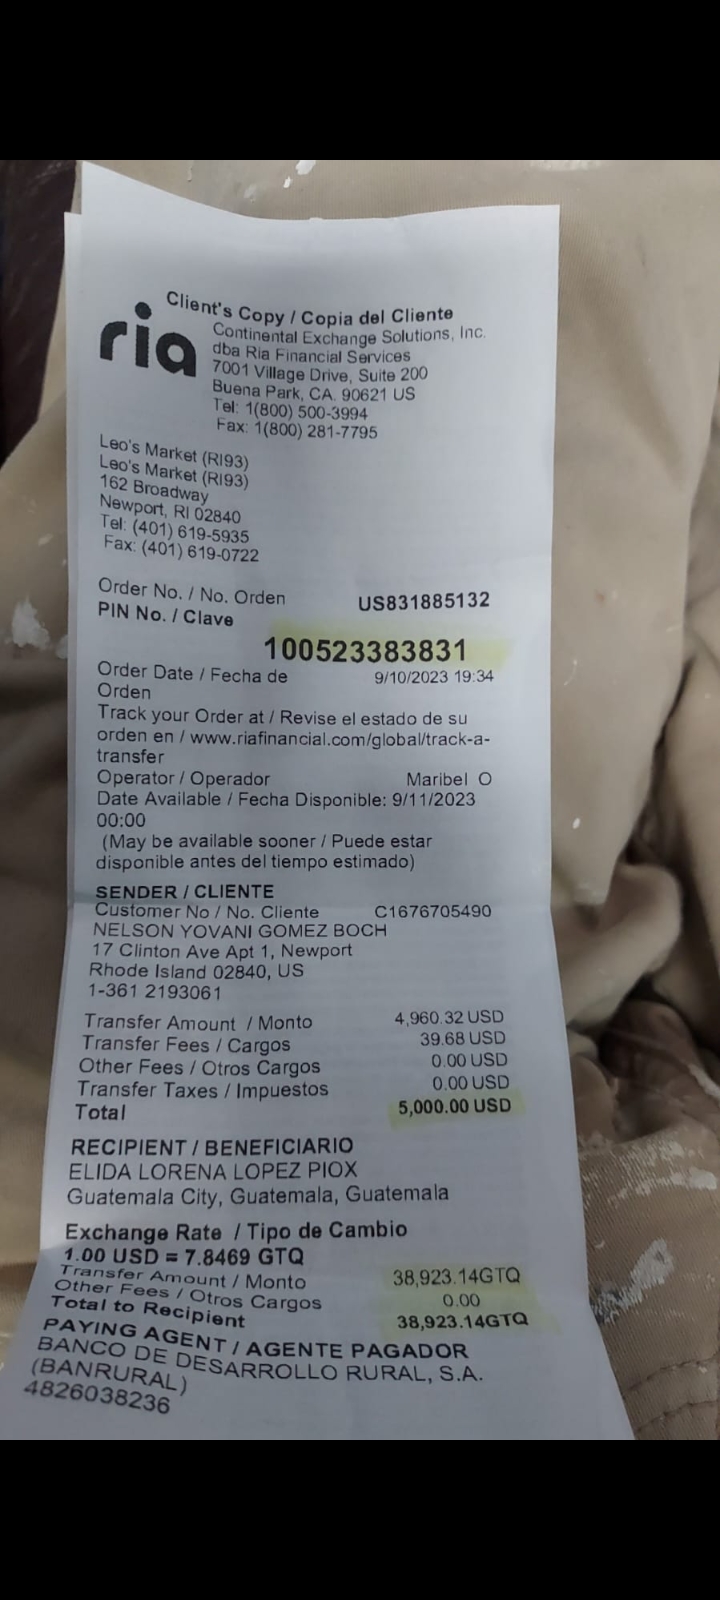 Client's Copy / Copia del Cliente
ria
Continental Exchange Solutions, Inc.
dba Ria Financial Services
7001 Village Drive, Suite 200
Buena Park, CA. 90621 US
Tel: 1(800) 500-3994
Fax: 1(800) 281-7795
Leo's Market (RI93)
Leo's Market (RI93)
162 Broadway
Newport, RI 02840
Tel: (401) 619-5935
Fax: (401) 619-0722
Order No. / No. Orden US831885132
PIN No. / Clave
100523383831
Order Date / Fecha de 9/10/2023 19:34
Orden
Track your Order at / Revise el estado de su
orden en / www.riafinancial.com/global/track-a-
transfer
Operator / Operador Maribel O
Date Available / Fecha Disponible: 9/11/2023
00:00
(May be available sooner / Puede estar
disponible antes del tiempo estimado)
SENDER / CLIENTE
Customer No / No. Cliente C1676705490
NELSON YOVANI GOMEZ BOCH
17 Clinton Ave Apt 1, Newport
Rhode Island 02840, US
1-361 2193061
Transfer Amount / Monto 4,960.32 USD
Transfer Fees / Cargos 39.68 USD
Other Fees / Otros Cargos 0.00 USD
Transfer Taxes / Impuestos 0.00 USD
Total 5,000.00 USD
RECIPIENT / BENEFICIARIO
ELIDA LORENA LOPEZ PIOX
Guatemala City, Guatemala, Guatemala
Exchange Rate / Tipo de Cambio
1.00 USD = 7.8469 GTQ
Transfer Amount / Monto 38,923.14GTQ
Other Fees / Otros Cargos 0.00
Total to Recipient 38,923.14GTQ
PAYING AGENT / AGENTE PAGADOR
BANCO DE DESARROLLO RURAL, S.A.
(BANRURAL)
4826038236